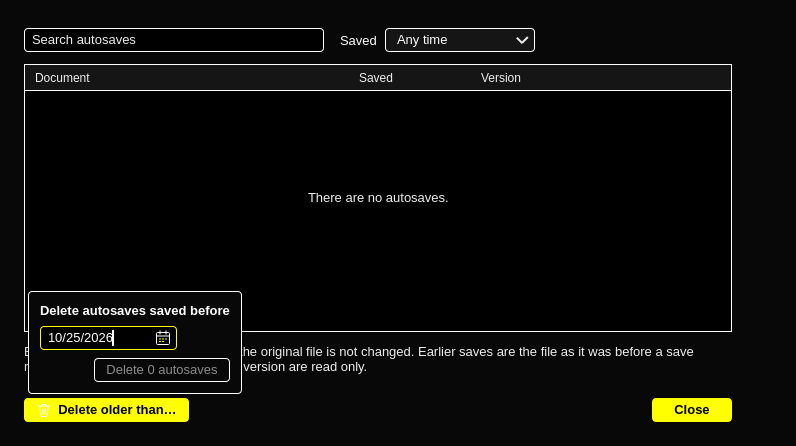 Search autosaves
Saved
Any time
Document
Saved
Version
There are no autosaves.
Delete autosaves saved before
10/25/2026
the original file is not changed. Earlier saves are the file as it was before a save
Delete 0 autosaves
version are read only.
Delete older than…
Close